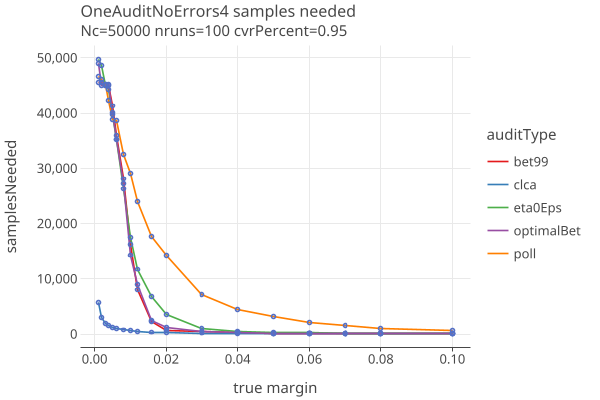 OneAuditNoErrors4 samples needed
Nc=50000 nruns=100 cvrPercent=0.95
50,000
40,000
30,000
20,000
10,000
0
samplesNeeded
0.00
0.02
0.04
0.06
0.08
0.10
true margin
auditType
bet99
clca
eta0Eps
optimalBet
poll